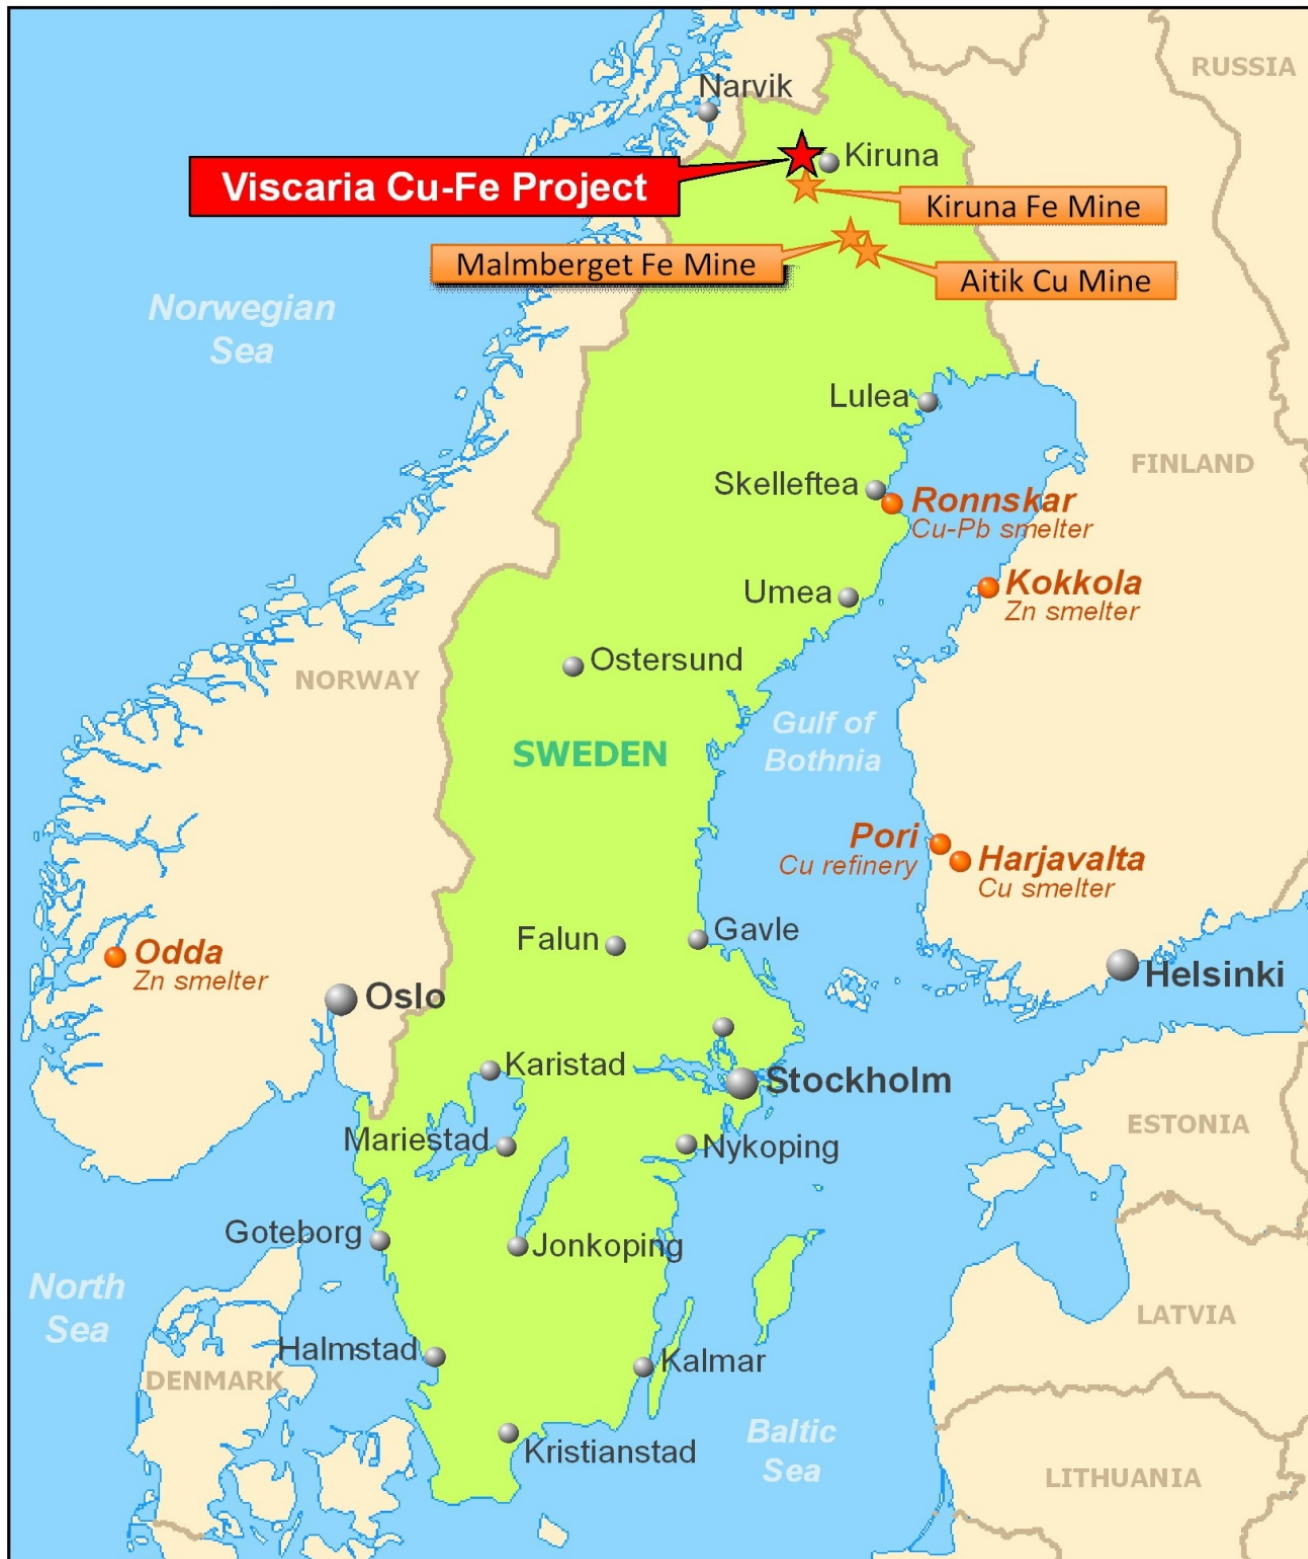 RUSSIA
Narvik
Kiruna
Viscaria Cu-Fe Project
Kiruna Fe Mine
Malmberget Fe Mine
Aitik Cu Mine
Norwegian
Sea
Lulea
FINLAND
Skelleftea
Ronnskar
Cu-Pb smelter
Kokkola
Zn smelter
Umea
Ostersund
NORWAY
Gulf of
Bothnia
SWEDEN
Pori
Cu refinery
Harjavalta
Cu smelter
Gavle
Falun
Odda
Zn smelter
Helsinki
Oslo
Karistad
Stockholm
ESTONIA
Mariestad
Nykoping
Goteborg
Jonkoping
North
Sea
LATVIA
Halmstad
Kalmar
DENMARK
Baltic
Sea
Kristianstad
LITHUANIA